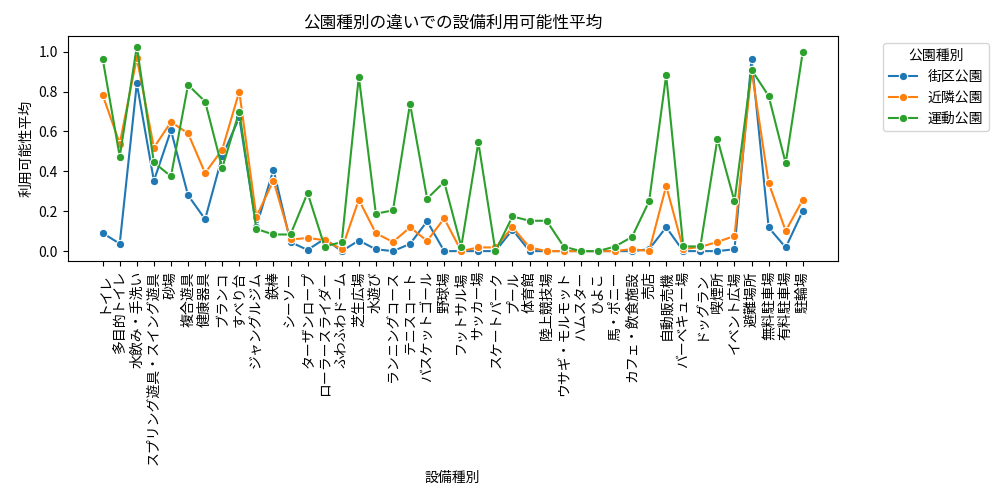 公園種別の違いでの設備利用可能性平均
利用可能性平均
1.0
0.8
0.6
0.4
0.2
0.0
トイレ
多目的トイレ
水飲み・手洗い
スプリング遊具・スイング遊具
砂場
複合遊具
健康器具
ブランコ
すべり台
ジャングルジム
鉄棒
シーソー
ターザンロープ
ローラースライダー
ふわふわドーム
芝生広場
水遊び
ランニングコース
テニスコート
バスケットゴール
野球場
フットサル場
サッカー場
スケートパーク
プール
体育館
陸上競技場
ウサギ・モルモット
ハムスター
ひよこ
馬・ポニー
カフェ・飲食施設
売店
自動販売機
バーベキュー場
ドッグラン
喫煙所
イベント広場
避難場所
無料駐車場
有料駐車場
駐輪場
設備種別
公園種別
街区公園
近隣公園
運動公園